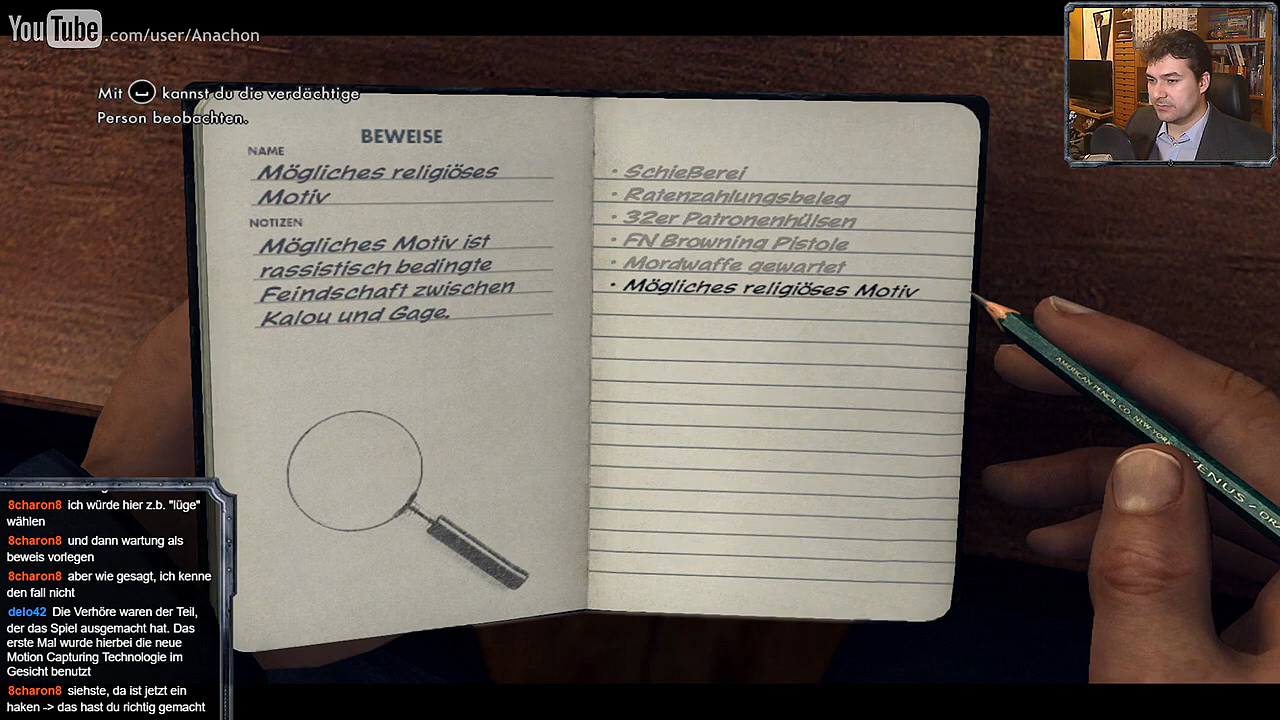 YouTube.com/user/Anachon
Mit kannst du die verdächtige
Person beobachten.
BEWEISE
NAME
Mögliches religiöses
Motiv
NOTIZEN
Mögliches Motiv ist
rassistisch bedingte
Feindschaft zwischen
Kalou und Gage.
· Schießerei
· Ratenzahlungsbeleg
· 32er Patronenhülsen
· FN Browning Pistole
· Mordwaffe gewartet
· Mögliches religiöses Motiv
AMERICAN PENCIL CO. NEW YORK
VENUS
8charon8 ich würde hier z.b. "lüge"
wählen
8charon8 und dann wartung als
beweis vorlegen
8charon8 aber wie gesagt, ich kenne
den fall nicht
delo42 Die Verhöre waren der Teil,
der das Spiel ausgemacht hat. Das
erste Mal wurde hierbei die neue
Motion Capturing Technologie im
Gesicht benutzt
8charon8 siehste, da ist jetzt ein
haken -> das hast du richtig gemacht